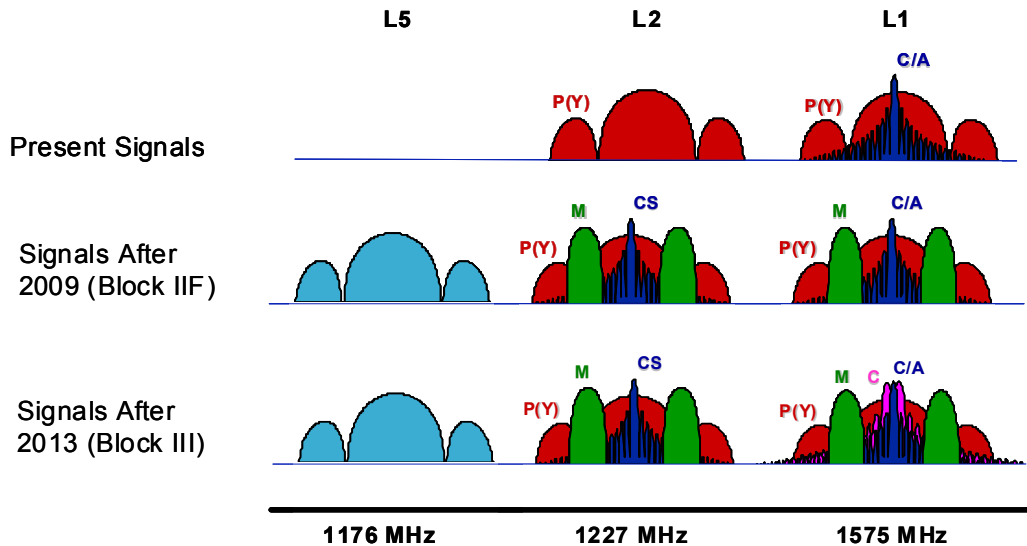 L5 L2 L1
C/A
P(Y) P(Y)
Present Signals
M CS M C/A
Signals After
2009 (Block IIF)
P(Y) P(Y)
M CS M C C/A
Signals After
2013 (Block III)
P(Y) P(Y)
1176 MHz 1227 MHz 1575 MHz